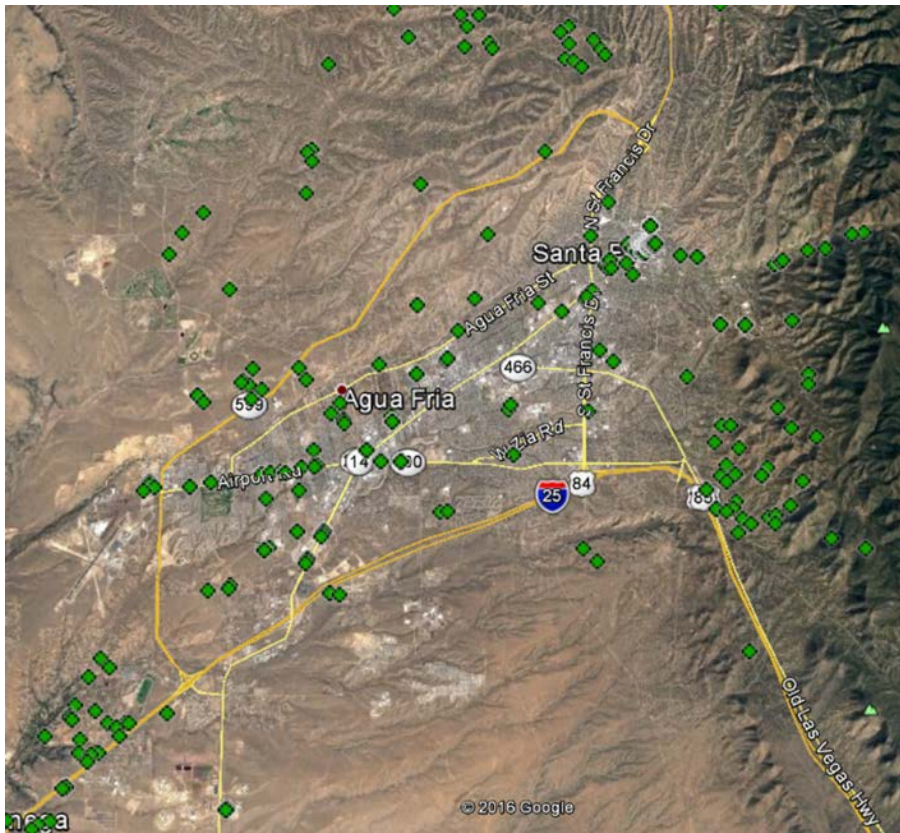 N St Francis Dr
Santa F
Agua Fria St
S St Francis Dr
466
Agua Fria
599
W Zia Rd
14
Airport Rd
84
25
Old Las Vegas Hwy
© 2016 Google